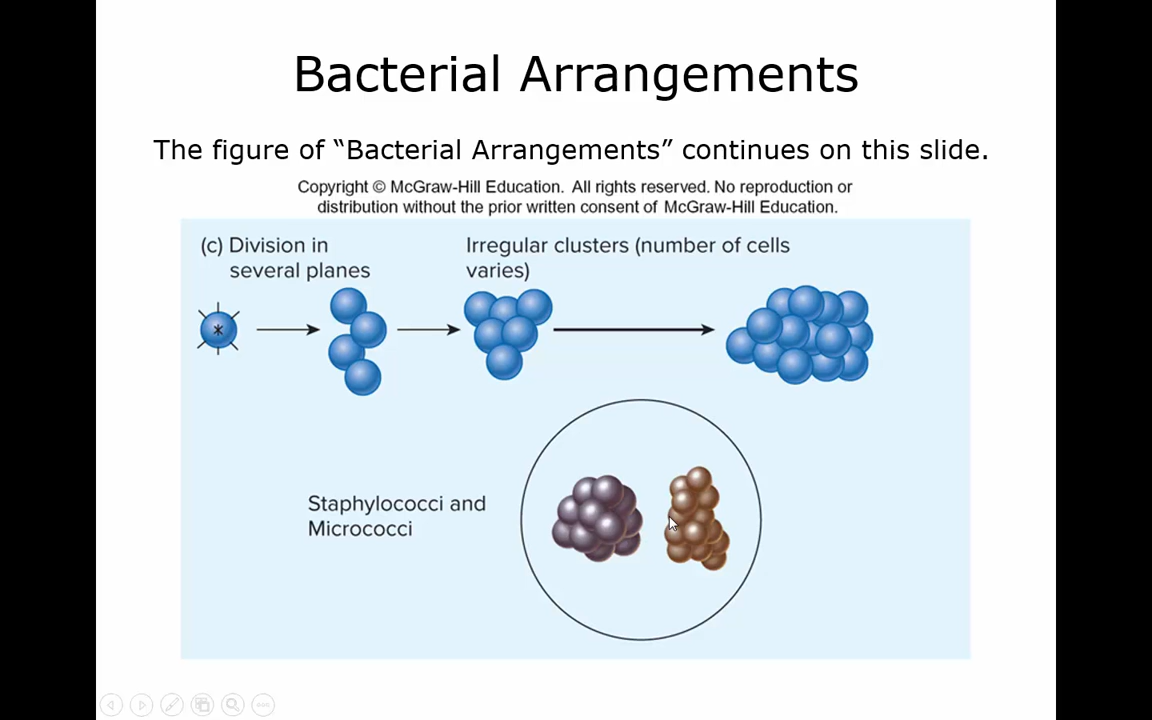 Bacterial Arrangements
The figure of “Bacterial Arrangements” continues on this slide.
Copyright © McGraw-Hill Education. All rights reserved. No reproduction or
distribution without the prior written consent of McGraw-Hill Education.
(c) Division in
several planes
Irregular clusters (number of cells
varies)
Staphylococci and
Micrococci